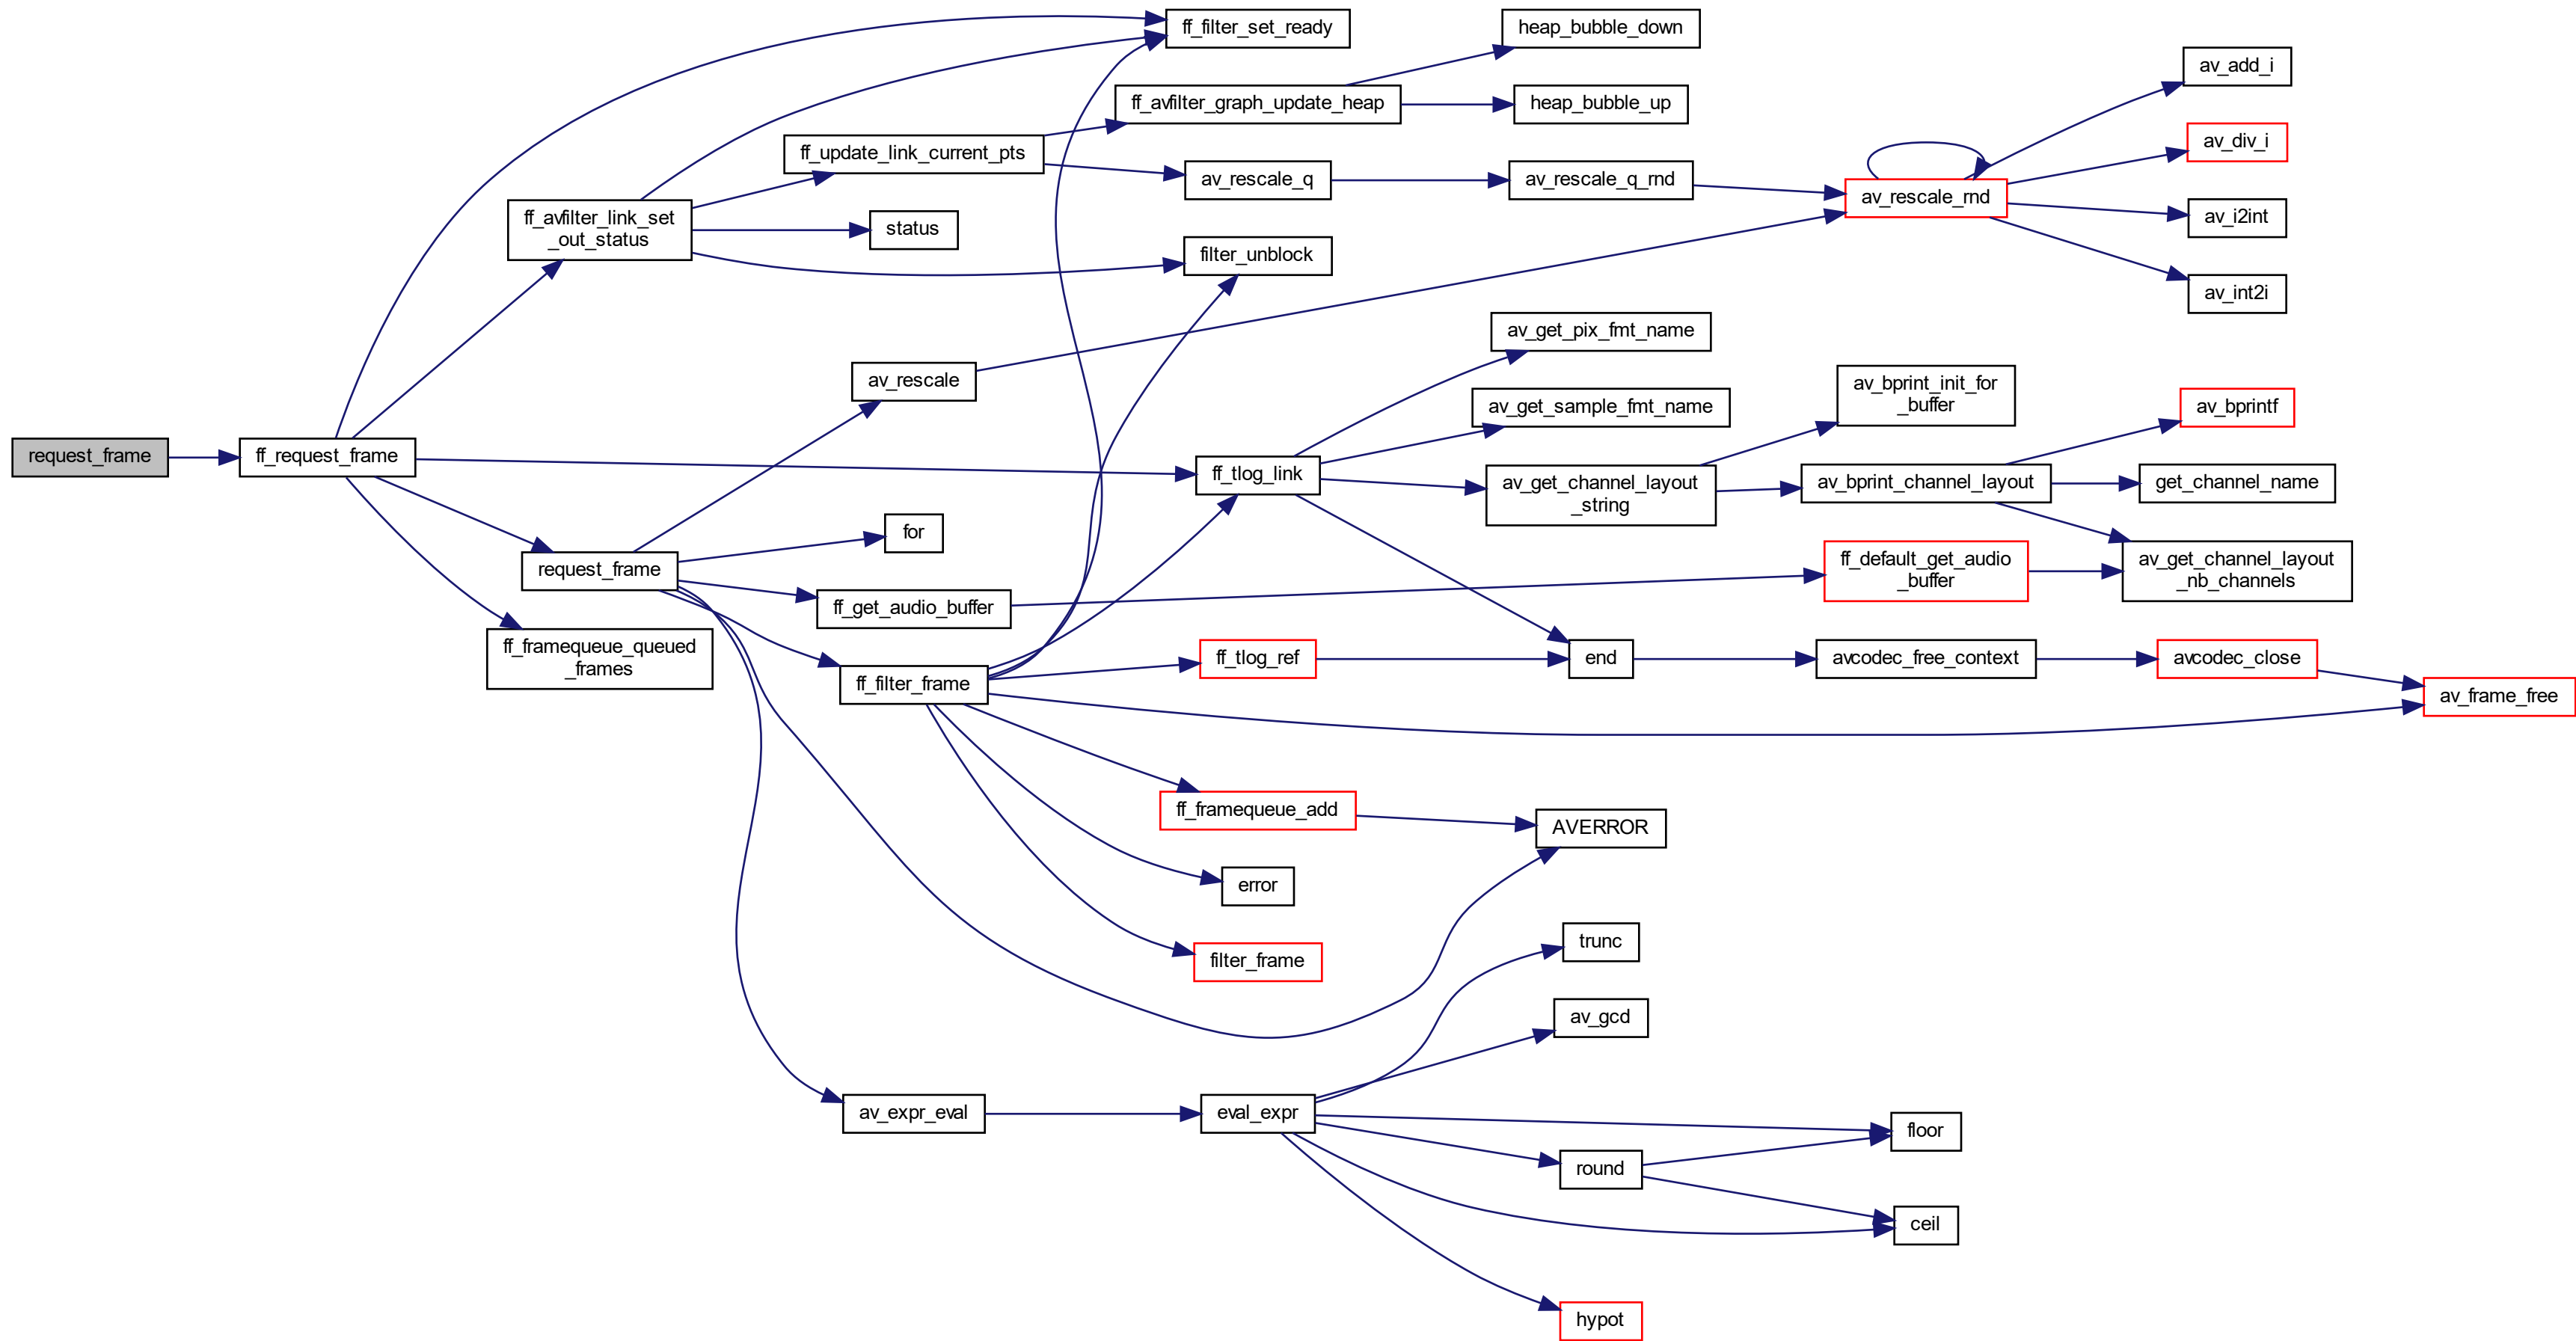 request_frame
ff_request_frame
ff_avfilter_link_set
_out_status
request_frame
ff_framequeue_queued
_frames
ff_update_link_current_pts
status
av_rescale
for
ff_get_audio_buffer
ff_filter_frame
av_expr_eval
ff_filter_set_ready
ff_avfilter_graph_update_heap
av_rescale_q
filter_unblock
ff_tlog_link
ff_tlog_ref
ff_framequeue_add
error
filter_frame
eval_expr
heap_bubble_down
heap_bubble_up
av_rescale_q_rnd
av_get_pix_fmt_name
av_get_sample_fmt_name
av_get_channel_layout
_string
end
AVERROR
trunc
av_gcd
round
hypot
av_rescale_rnd
av_bprint_init_for
_buffer
av_bprint_channel_layout
ff_default_get_audio
_buffer
avcodec_free_context
floor
ceil
av_add_i
av_div_i
av_i2int
av_int2i
av_bprintf
get_channel_name
av_get_channel_layout
_nb_channels
avcodec_close
av_frame_free